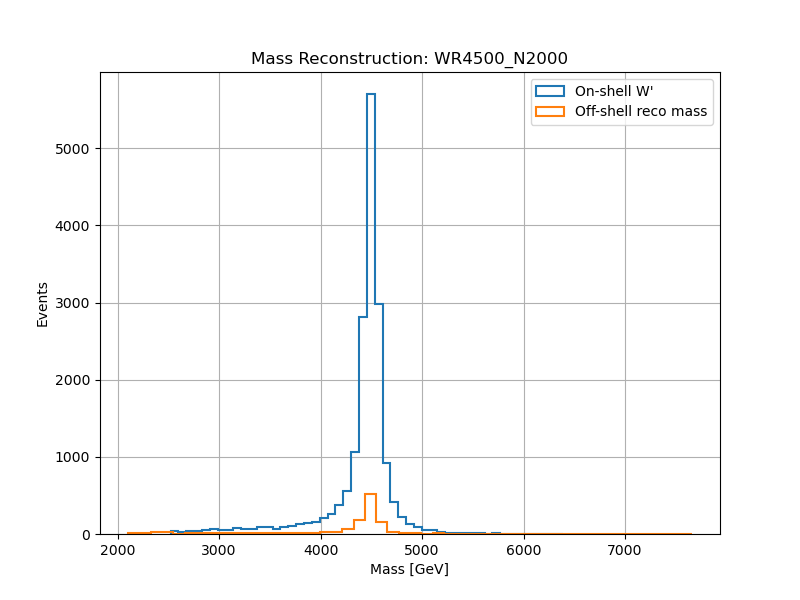 Mass Reconstruction: WR4500_N2000
On-shell W'
Off-shell reco mass
5000
4000
3000
2000
1000
0
Events
2000 3000 4000 5000 6000 7000
Mass [GeV]